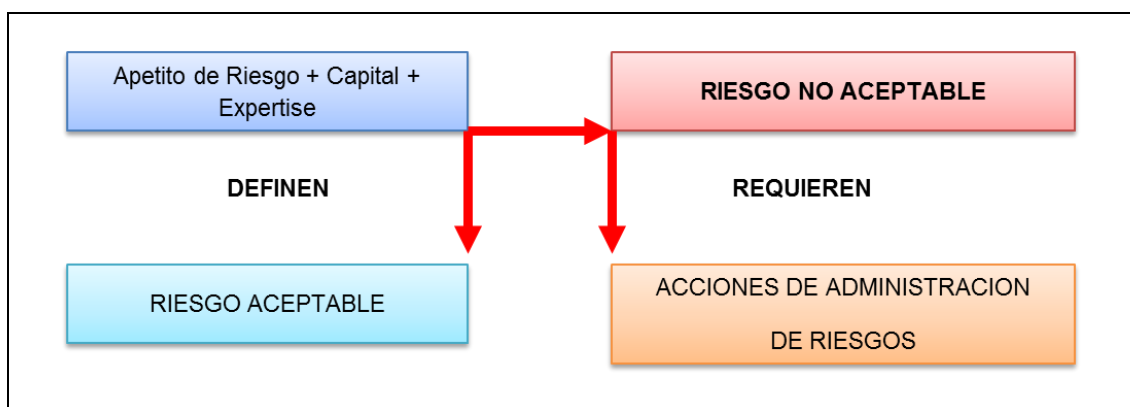 Apetito de Riesgo + Capital +
Expertise
RIESGO NO ACEPTABLE
DEFINEN
REQUIEREN
RIESGO ACEPTABLE
ACCIONES DE ADMINISTRACION
DE RIESGOS